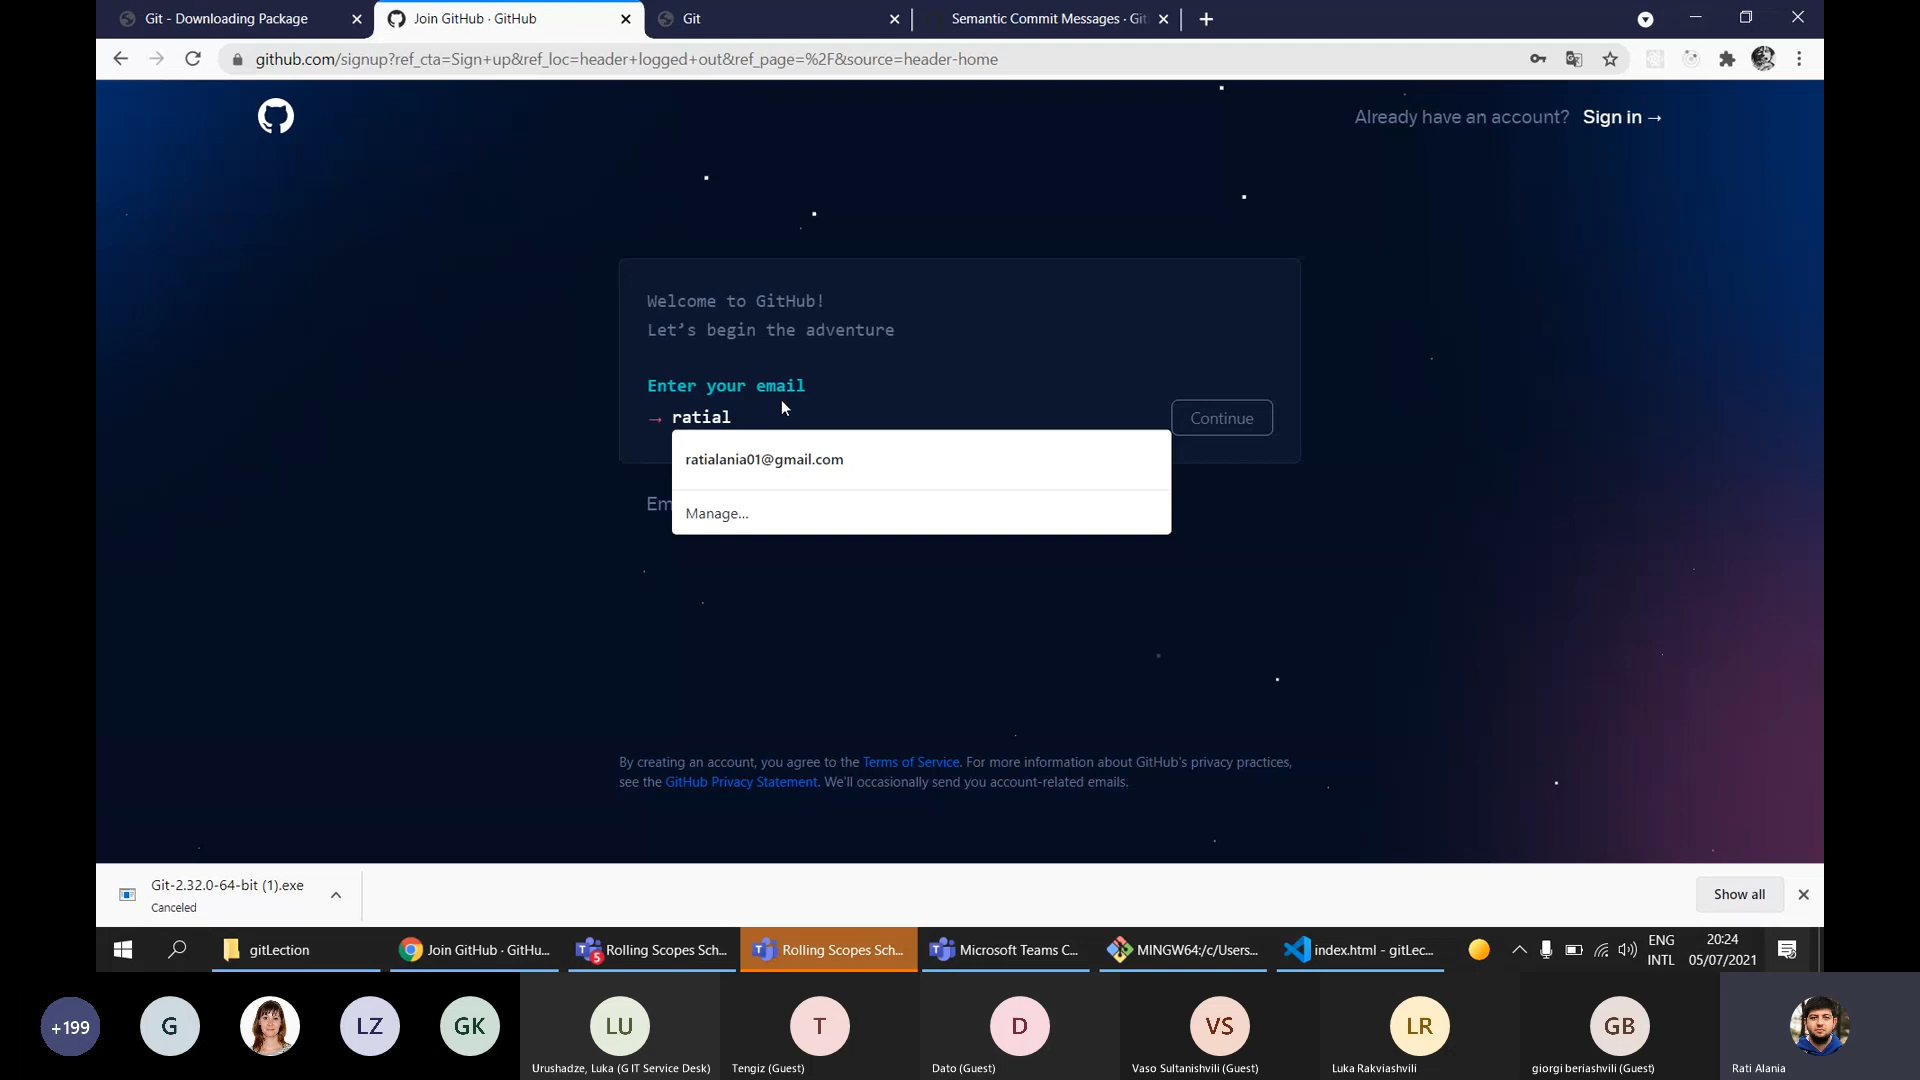 Git - Downloading Package
Join GitHub · GitHub
Git
Semantic Commit Messages · Git
github.com/signup?ref_cta=Sign+up&ref_loc=header+logged+out&ref_page=%2F&source=header-home
Already have an account? Sign in →
Welcome to GitHub!
Let's begin the adventure
Enter your email
→ ratial
Continue
ratialania01@gmail.com
Em
Manage...
By creating an account, you agree to the Terms of Service. For more information about GitHub's privacy practices,
see the GitHub Privacy Statement. We'll occasionally send you account-related emails.
Git-2.32.0-64-bit (1).exe
Canceled
Show all
gitLection
Join GitHub · GitHu...
5
Rolling Scopes Sch...
Rolling Scopes Sch...
Microsoft Teams C...
MINGW64:/c/Users...
index.html - gitLec...
ENG
INTL
20:24
05/07/2021
+199
G
LZ
GK
LU
T
D
VS
LR
GB
Urushadze, Luka (G IT Service Desk)
Tengiz (Guest)
Dato (Guest)
Vaso Sultanishvili (Guest)
Luka Rakviashvili
giorgi beriashvili (Guest)
Rati Alania